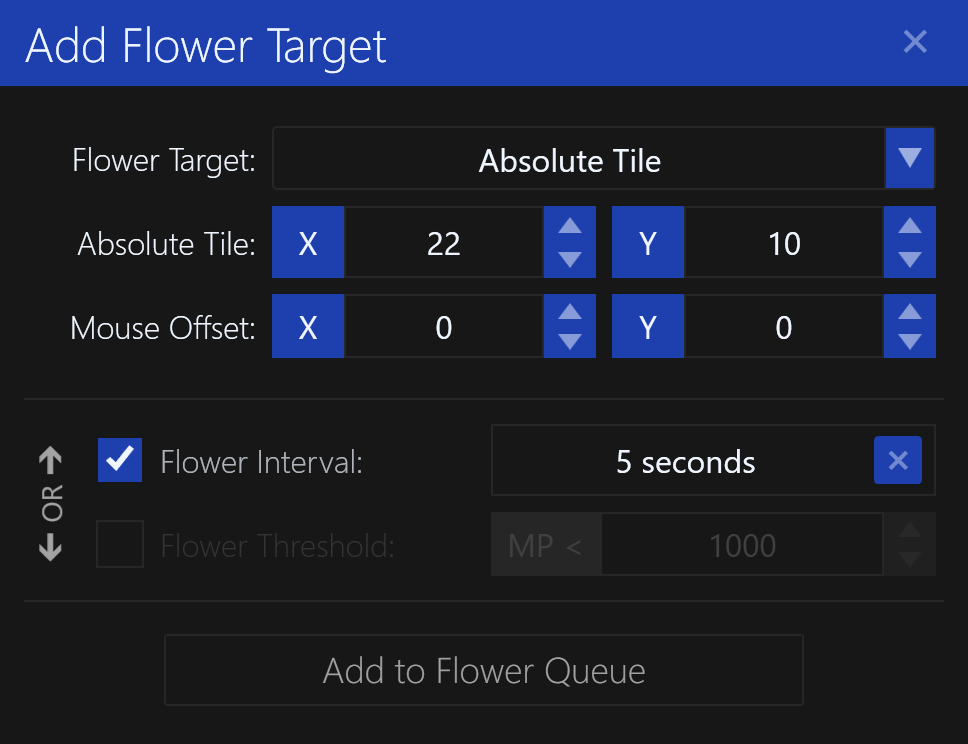 Add Flower Target
Flower Target: Absolute Tile
Absolute Tile: X 22 Y 10
Mouse Offset: X 0 Y 0
OR
Flower Interval: 5 seconds
Flower Threshold: MP < 1000
Add to Flower Queue